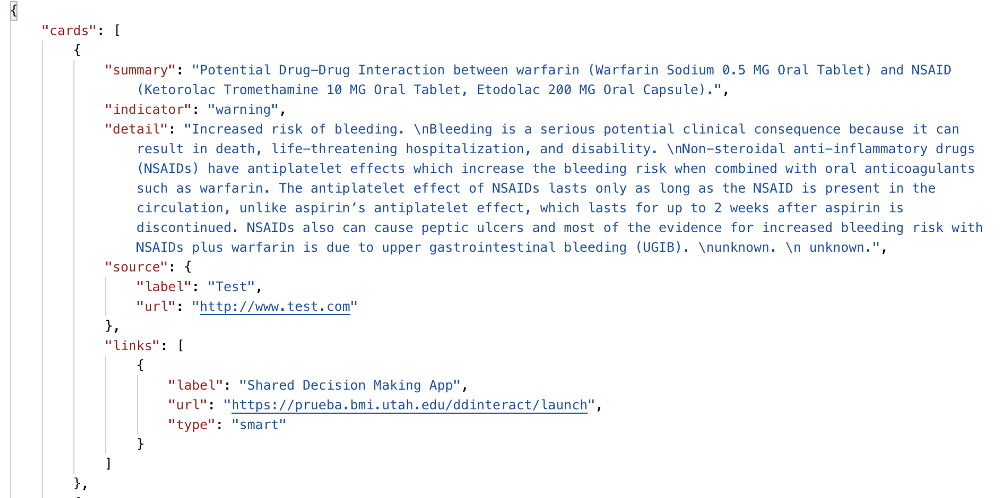 {
"cards": [
{
"summary": "Potential Drug-Drug Interaction between warfarin (Warfarin Sodium 0.5 MG Oral Tablet) and NSAID
(Ketorolac Tromethamine 10 MG Oral Tablet, Etodolac 200 MG Oral Capsule).",
"indicator": "warning",
"detail": "Increased risk of bleeding. \nBleeding is a serious potential clinical consequence because it can
result in death, life-threatening hospitalization, and disability. \nNon-steroidal anti-inflammatory drugs
(NSAIDs) have antiplatelet effects which increase the bleeding risk when combined with oral anticoagulants
such as warfarin. The antiplatelet effect of NSAIDs lasts only as long as the NSAID is present in the
circulation, unlike aspirin’s antiplatelet effect, which lasts for up to 2 weeks after aspirin is
discontinued. NSAIDs also can cause peptic ulcers and most of the evidence for increased bleeding risk with
NSAIDs plus warfarin is due to upper gastrointestinal bleeding (UGIB). \nunknown. \n unknown.",
"source": {
"label": "Test",
"url": "http://www.test.com"
},
"links": [
{
"label": "Shared Decision Making App",
"url": "https://prueba.bmi.utah.edu/ddinteract/launch",
"type": "smart"
}
]
},